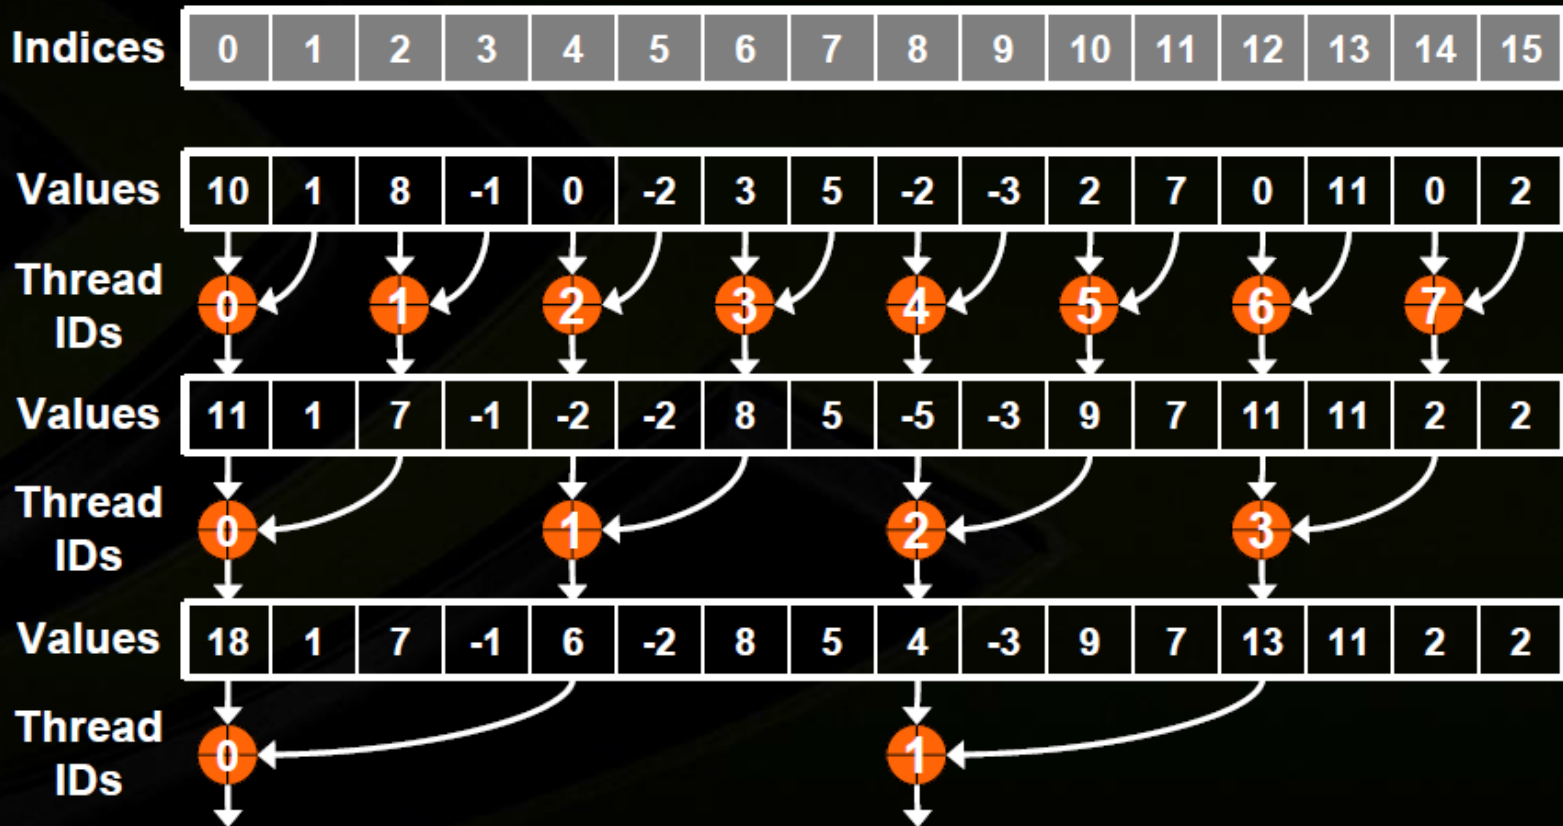 Indices 0 1 2 3 4 5 6 7 8 9 10 11 12 13 14 15
Values 10 1 8 -1 0 -2 3 5 -2 -3 2 7 0 11 0 2
Thread IDs 0 1 2 3 4 5 6 7
Values 11 1 7 -1 -2 -2 8 5 -5 -3 9 7 11 11 2 2
Thread IDs 0 1 2 3
Values 18 1 7 -1 6 -2 8 5 4 -3 9 7 13 11 2 2
Thread IDs 0 1